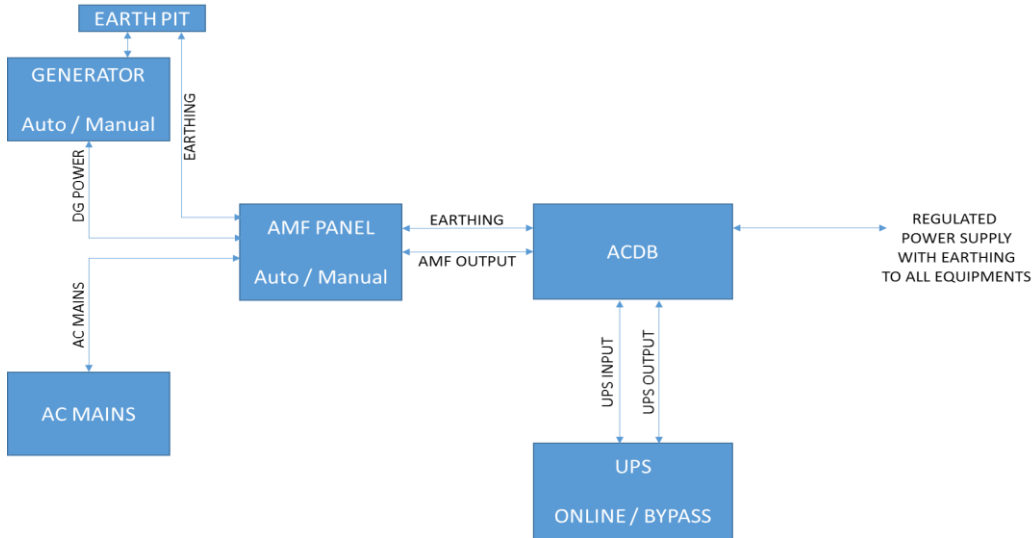 EARTH PIT
GENERATOR
Auto / Manual
EARTHING
DG POWER
AMF PANEL
Auto / Manual
EARTHING
AMF OUTPUT
ACDB
REGULATED
POWER SUPPLY
WITH EARTHING
TO ALL EQUIPMENTS
AC MAINS
AC MAINS
UPS INPUT
UPS OUTPUT
UPS
ONLINE / BYPASS